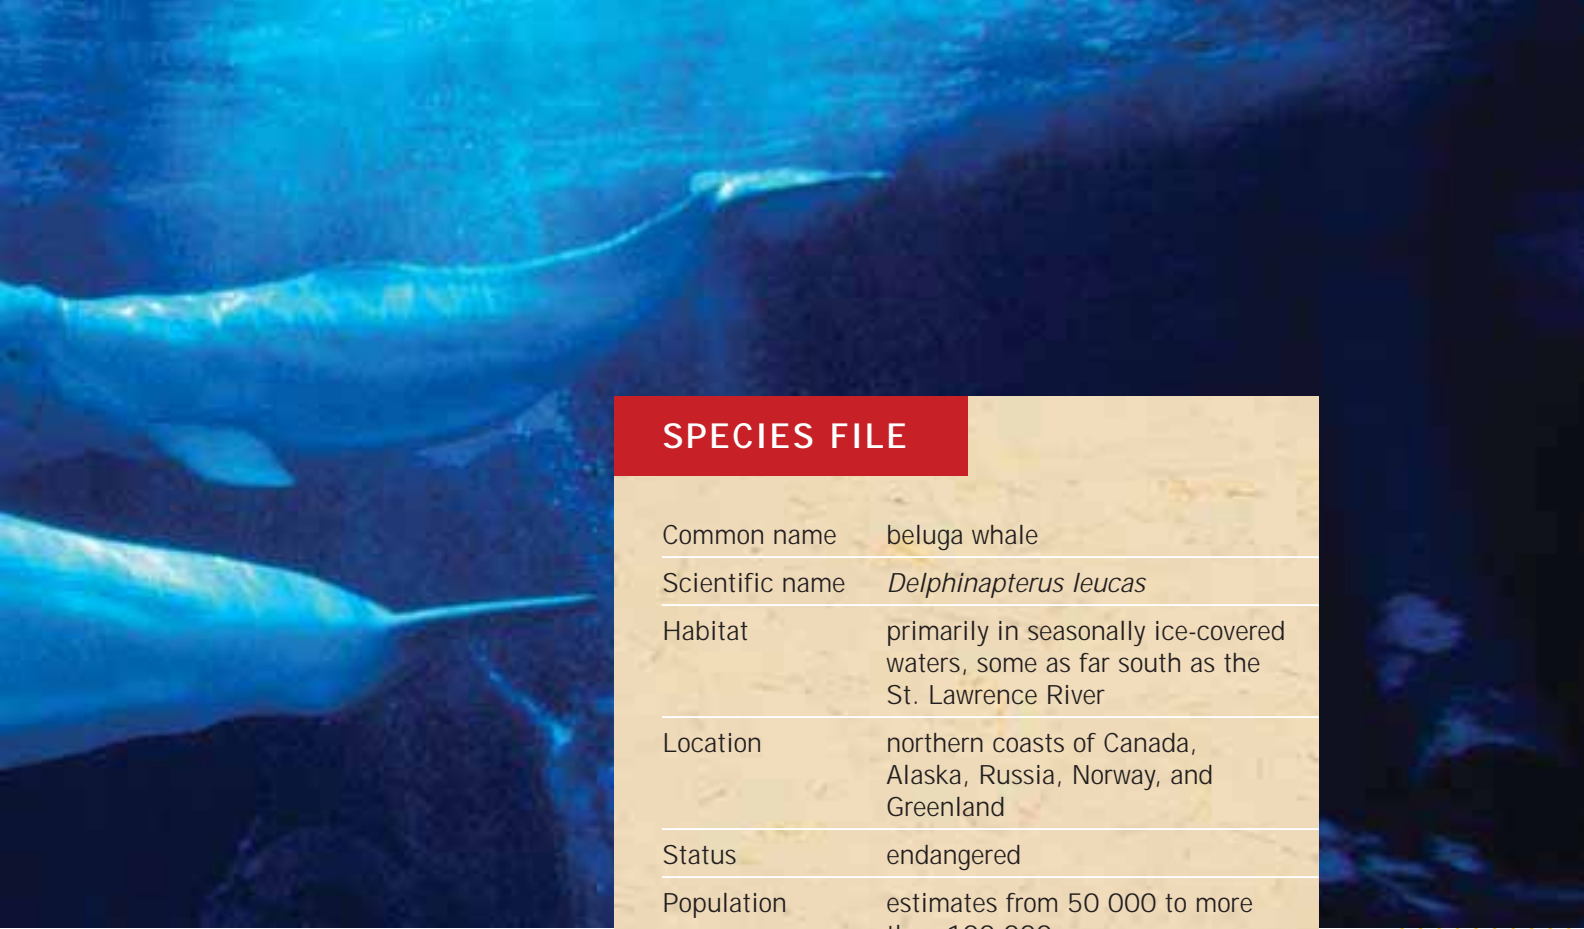 SPECIES FILE
Common name beluga whale
Scientific name Delphinapterus leucas
Habitat primarily in seasonally ice-covered
waters, some as far south as the
St. Lawrence River
Location northern coasts of Canada,
Alaska, Russia, Norway, and
Greenland
Status endangered
Population estimates from 50 000 to more